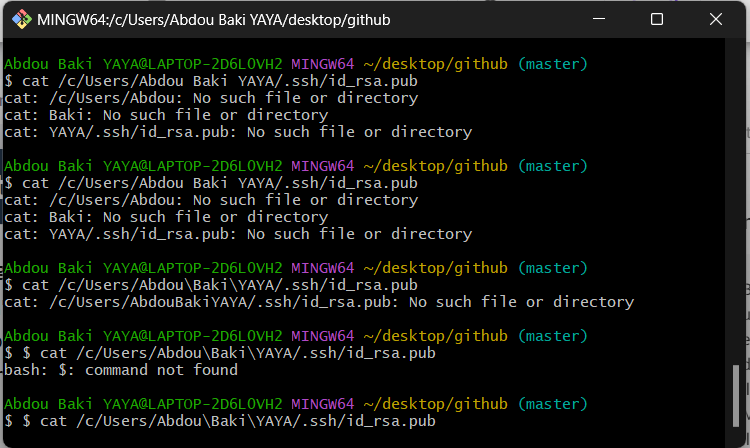 MINGW64:/c/Users/Abdou Baki YAYA/desktop/github
Abdou Baki YAYA@LAPTOP-2D6LOVH2 MINGW64 ~/desktop/github (master)
$ cat /c/Users/Abdou Baki YAYA/.ssh/id_rsa.pub
cat: /c/Users/Abdou: No such file or directory
cat: Baki: No such file or directory
cat: YAYA/.ssh/id_rsa.pub: No such file or directory
Abdou Baki YAYA@LAPTOP-2D6LOVH2 MINGW64 ~/desktop/github (master)
$ cat /c/Users/Abdou Baki YAYA/.ssh/id_rsa.pub
cat: /c/Users/Abdou: No such file or directory
cat: Baki: No such file or directory
cat: YAYA/.ssh/id_rsa.pub: No such file or directory
Abdou Baki YAYA@LAPTOP-2D6LOVH2 MINGW64 ~/desktop/github (master)
$ cat /c/Users/Abdou\Baki\YAYA/.ssh/id_rsa.pub
cat: /c/Users/AbdouBakiYAYA/.ssh/id_rsa.pub: No such file or directory
Abdou Baki YAYA@LAPTOP-2D6LOVH2 MINGW64 ~/desktop/github (master)
$ $ cat /c/Users/Abdou\Baki\YAYA/.ssh/id_rsa.pub
bash: $: command not found
Abdou Baki YAYA@LAPTOP-2D6LOVH2 MINGW64 ~/desktop/github (master)
$ $ cat /c/Users/Abdou\Baki\YAYA/.ssh/id_rsa.pub